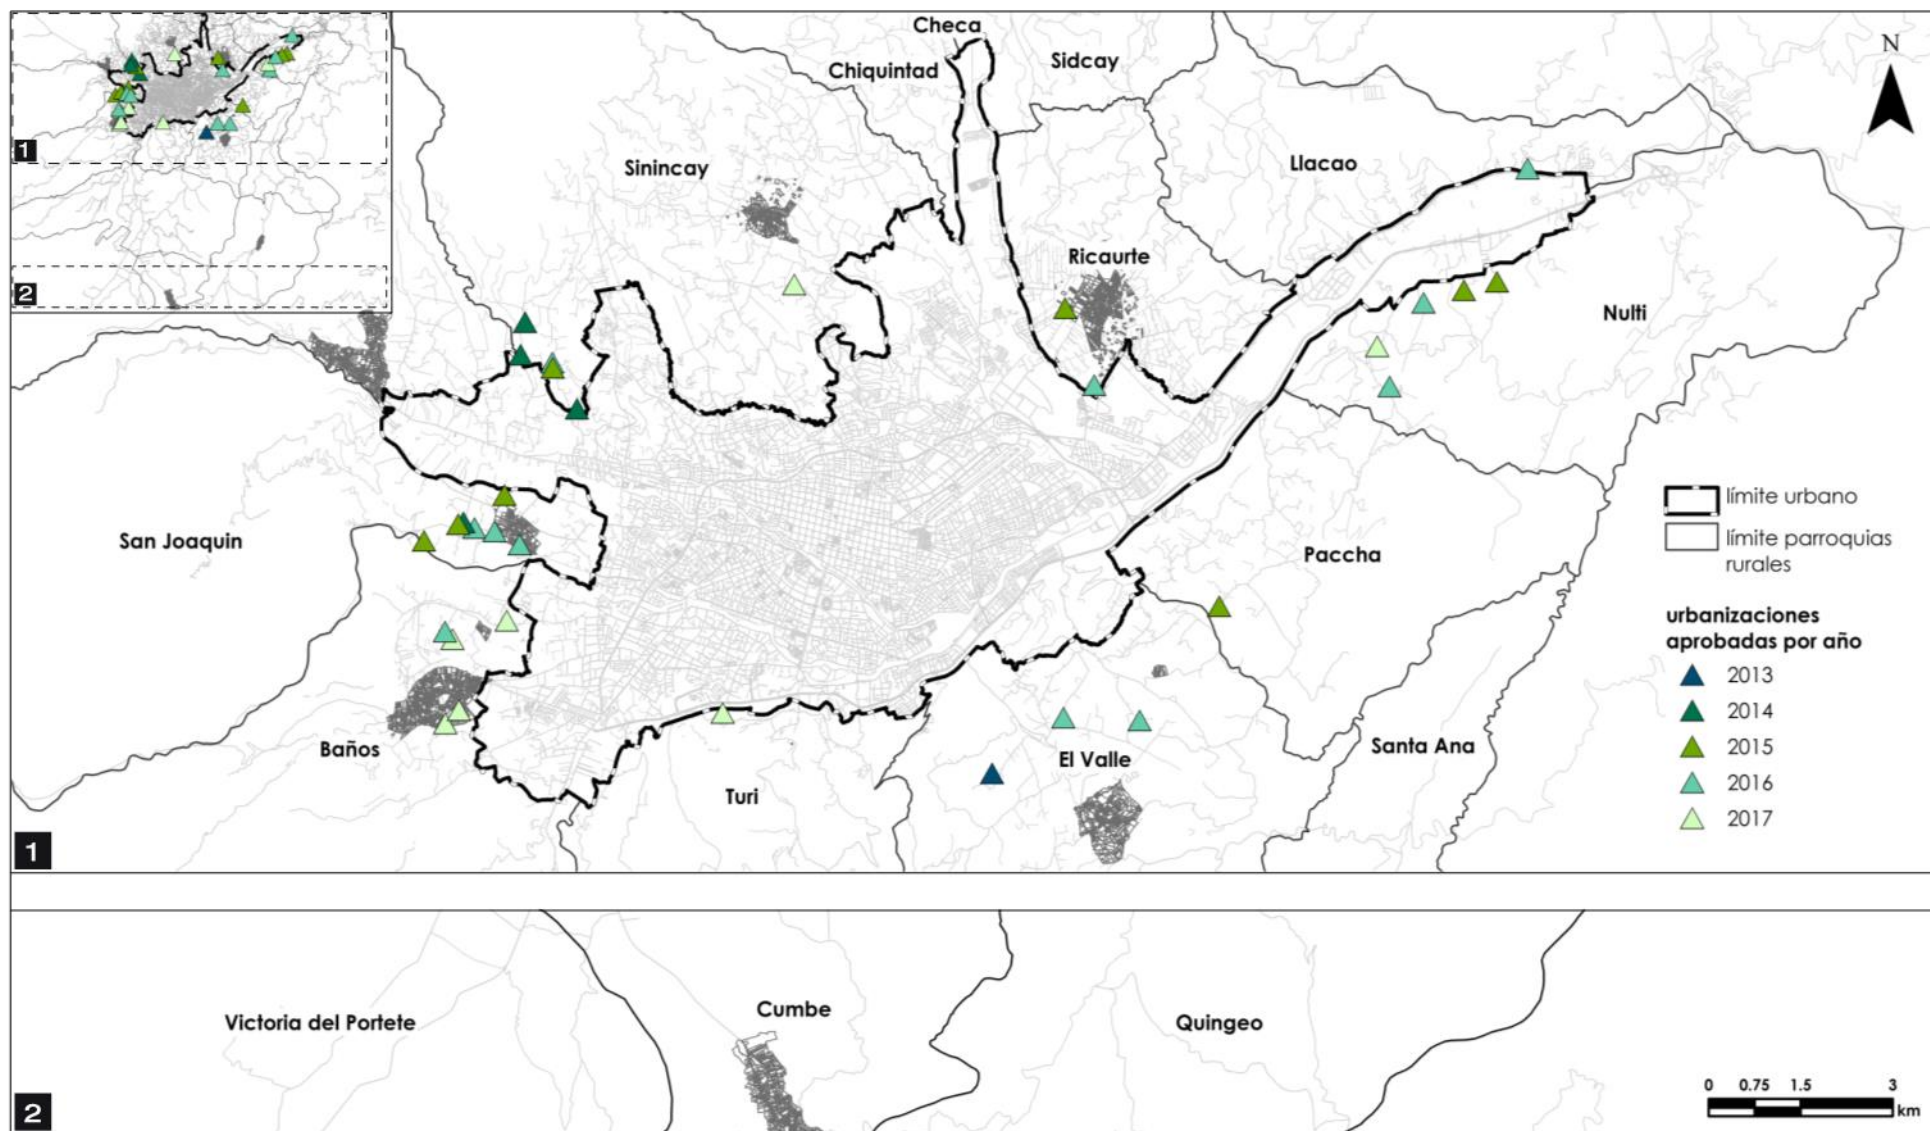 Checa
Chiquintad
Sidcay
N
Sinincay
Llacao
1
2
Ricaurte
Nulti
San Joaquin
límite urbano
límite parroquias
rurales
Paccha
urbanizaciones
aprobadas por año
2013
2014
2015
2016
2017
Baños
Turi
El Valle
Santa Ana
1
Victoria del Portete
Cumbe
Quingeo
0 0.75 1.5 3
km
2